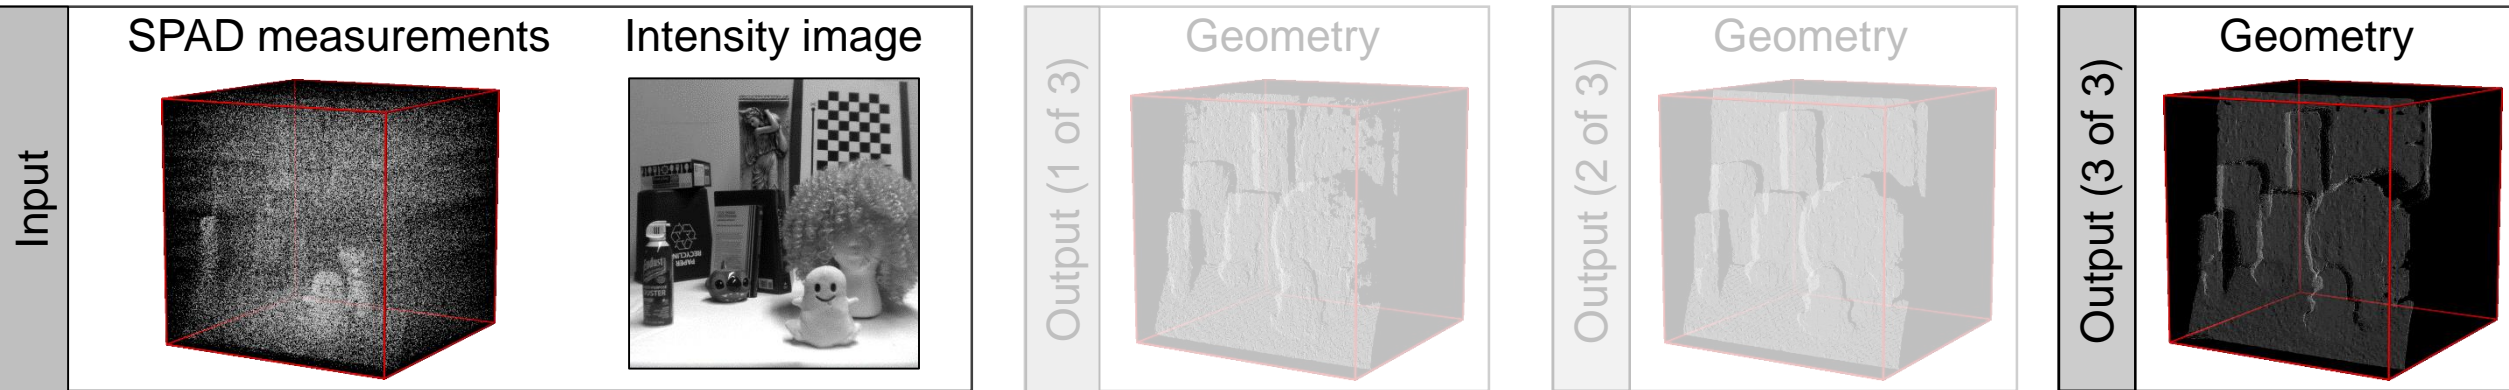 Input
SPAD measurements
Intensity image
Output (1 of 3)
Geometry
Output (2 of 3)
Geometry
Output (3 of 3)
Geometry